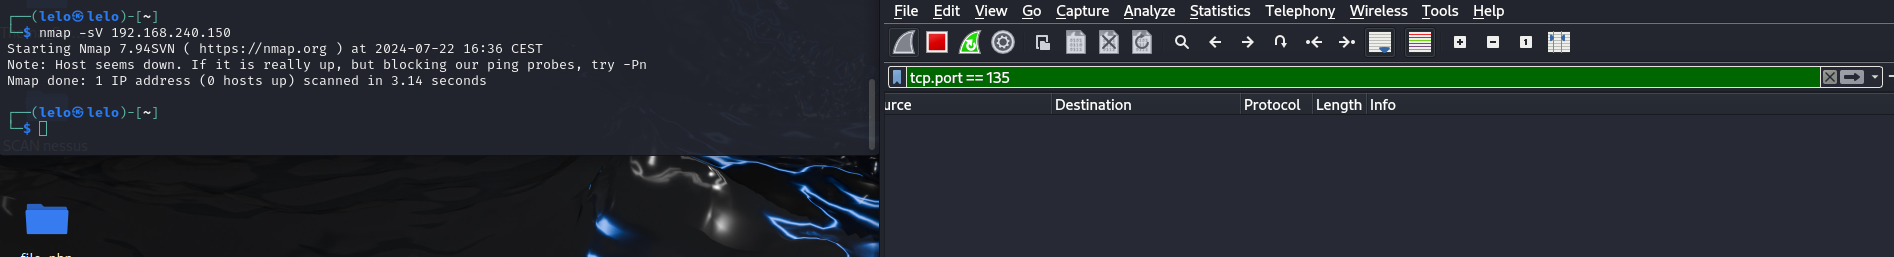 ┌──(lelo㉿lelo)-[~]
└─$ nmap -sV 192.168.240.150
Starting Nmap 7.94SVN ( https://nmap.org ) at 2024-07-22 16:36 CEST
Note: Host seems down. If it is really up, but blocking our ping probes, try -Pn
Nmap done: 1 IP address (0 hosts up) scanned in 3.14 seconds
┌──(lelo㉿lelo)-[~]
└─$
SCAN nessus
File Edit View Go Capture Analyze Statistics Telephony Wireless Tools Help
tcp.port == 135
urce Destination Protocol Length Info